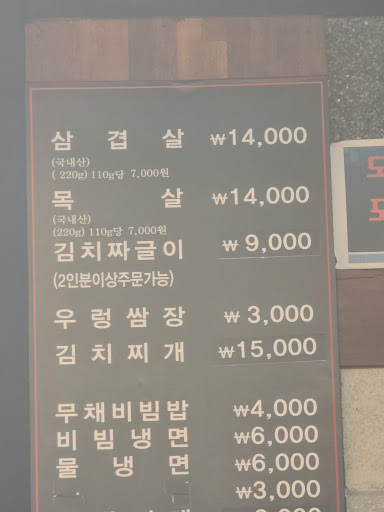 삼겹살 ₩14,000
(국내산)
( 220g) 110g당 7,000원
목살 ₩14,000
(국내산)
(220g) 110g당 7,000원
김치짜글이 ₩ 9,000
(2인분이상주문가능)
우렁쌈장 ₩ 3,000
김치찌개 ₩15,000
무채비빔밥 ₩4,000
비빔냉면 ₩6,000
물냉면 ₩6,000
₩3,000